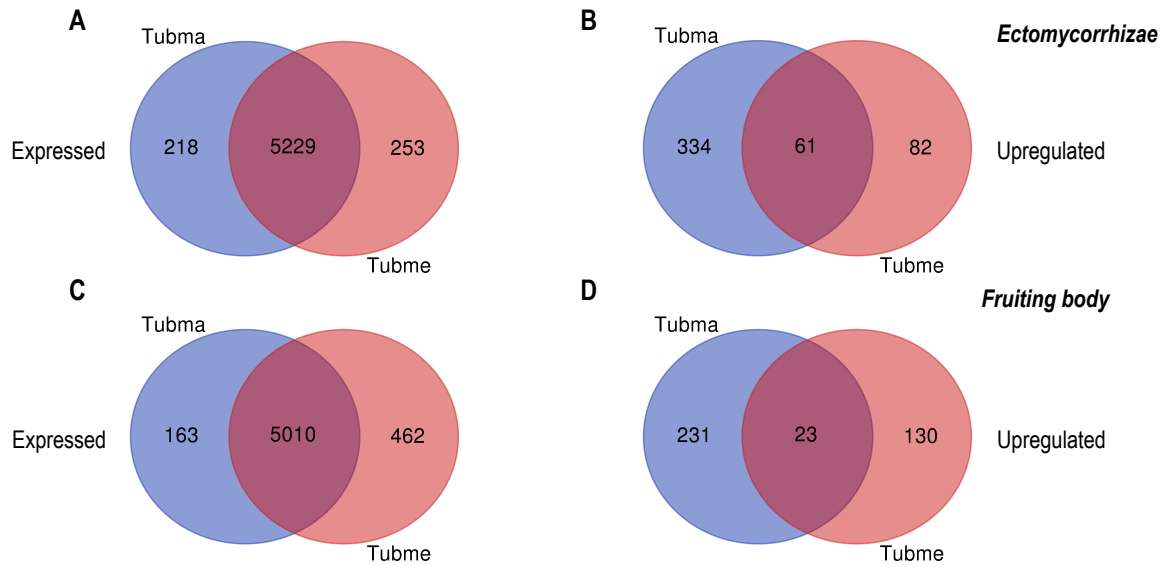 A
B
Tubma
Tubma
Ectomycorrhizae
Expressed
218
5229
253
334
61
82
Upregulated
Tubme
Tubme
C
D
Fruiting body
Tubma
Tubma
Expressed
163
5010
462
231
23
130
Upregulated
Tubme
Tubme